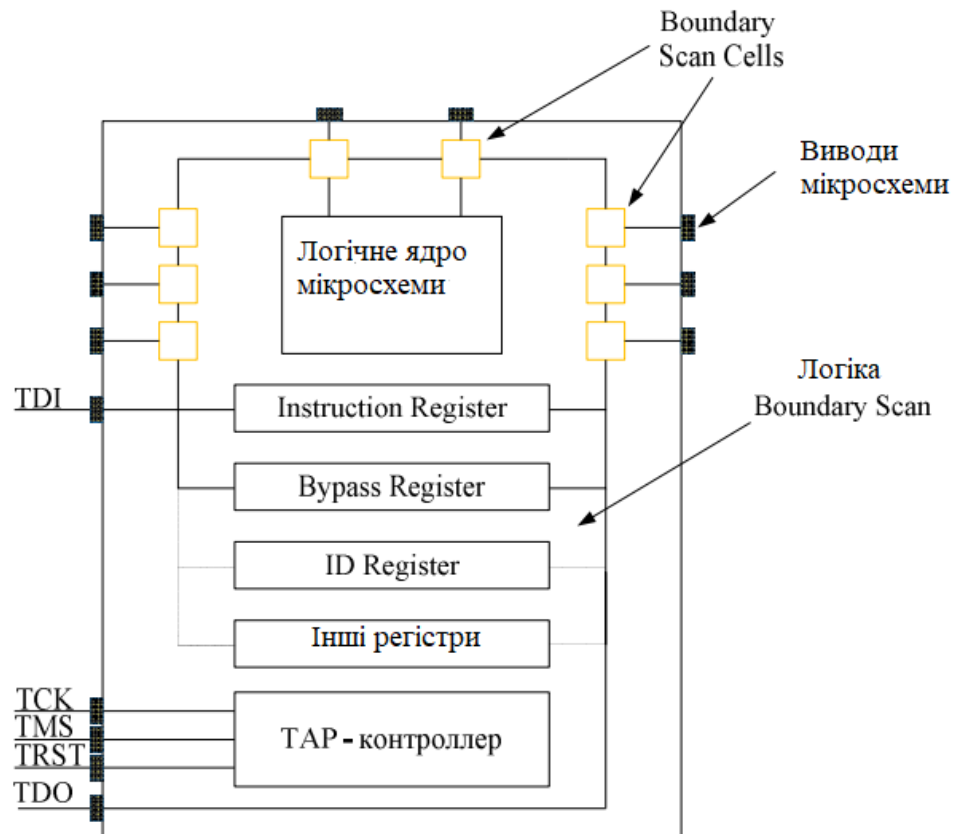 Boundary
Scan Cells
Виводи
мікросхеми
Логічне ядро
мікросхеми
Логіка
Boundary Scan
TDI
Instruction Register
Bypass Register
ID Register
Інші регістри
TCK
TMS
TRST
TDO
TAP - контроллер